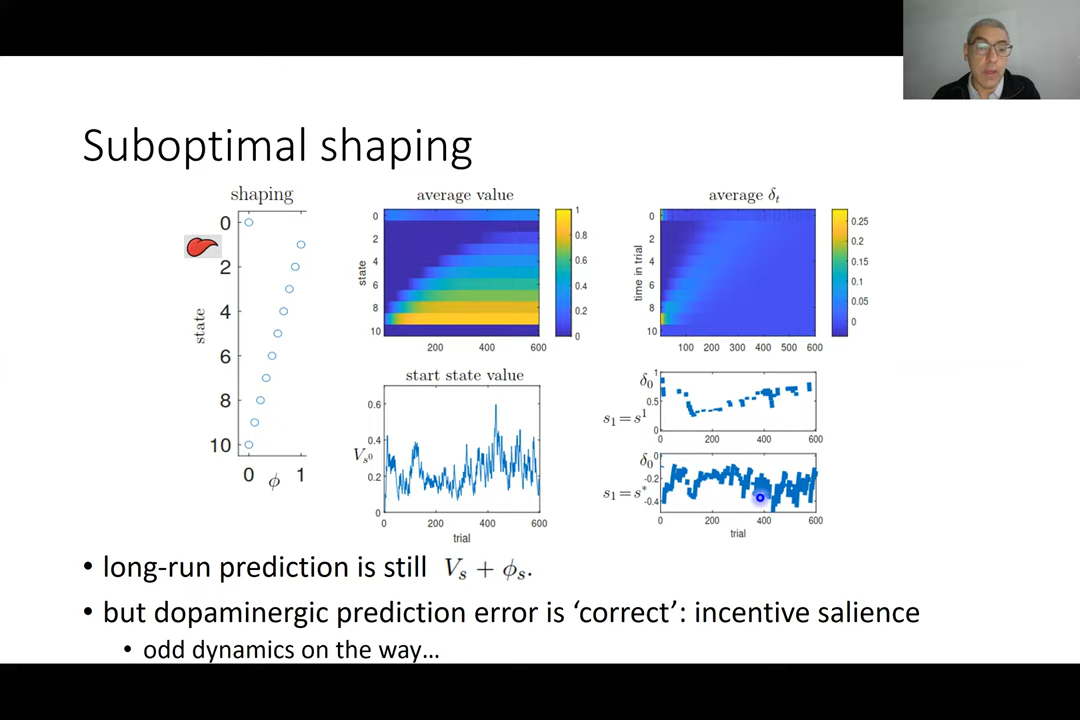 Suboptimal shaping
shaping
average value
average δt
state
0
2
4
6
8
10
0
ϕ
1
state
0
2
4
6
8
10
200
400
600
1
0.8
0.6
0.4
0.2
0
time in trial
0
2
4
6
8
10
100 200 300 400 500 600
0.25
0.2
0.15
0.1
0.05
0
start state value
V_s⁰
0.6
0.4
0.2
0
0
200
400
600
trial
δ0
s1=s¹
1
0.5
0
0
200
400
600
δ0
s1=s*
0
-0.2
-0.4
0
200
400
600
trial
• long-run prediction is still V_s + ϕ_s.
• but dopaminergic prediction error is ‘correct’: incentive salience
• odd dynamics on the way…